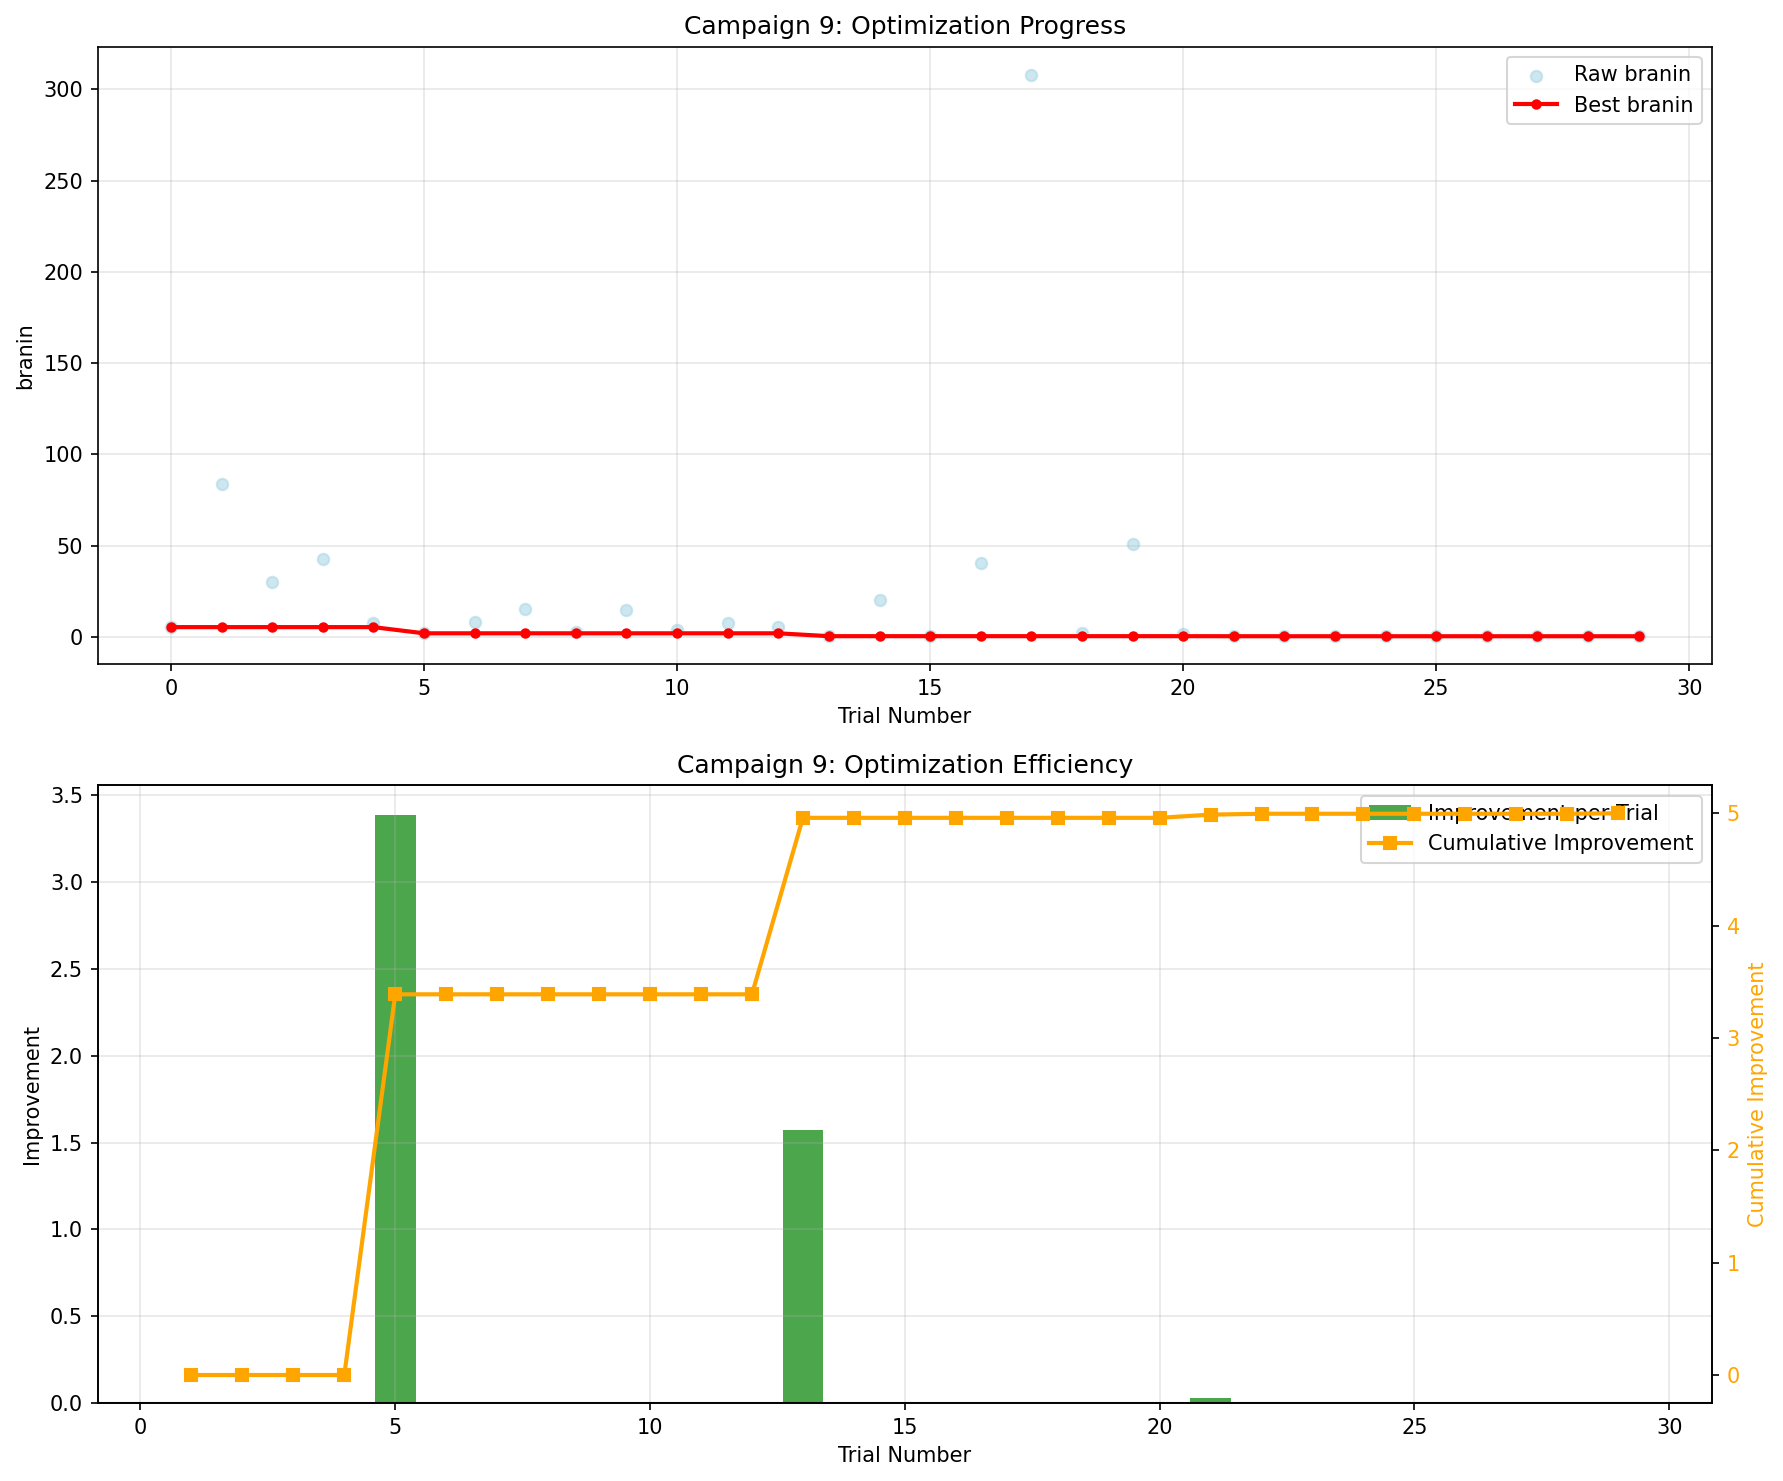 Campaign 9: Optimization Progress
300
250
200
150
100
50
0
branin
Raw branin
Best branin
0 5 10 15 20 25 30
Trial Number
Campaign 9: Optimization Efficiency
3.5
3.0
2.5
2.0
1.5
1.0
0.5
0.0
Improvement
Improvement per Trial
Cumulative Improvement
5
4
3
2
1
0
Cumulative Improvement
0 5 10 15 20 25 30
Trial Number